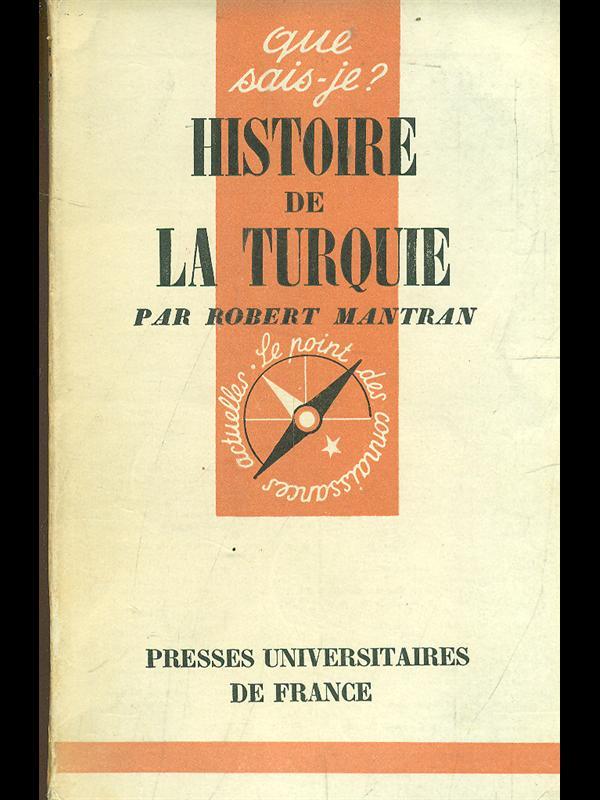 que
sais-je?
HISTOIRE
DE
LA TURQUIE
PAR ROBERT MANTRAN
Le point des connaissances actuelles.
PRESSES UNIVERSITAIRES
DE FRANCE